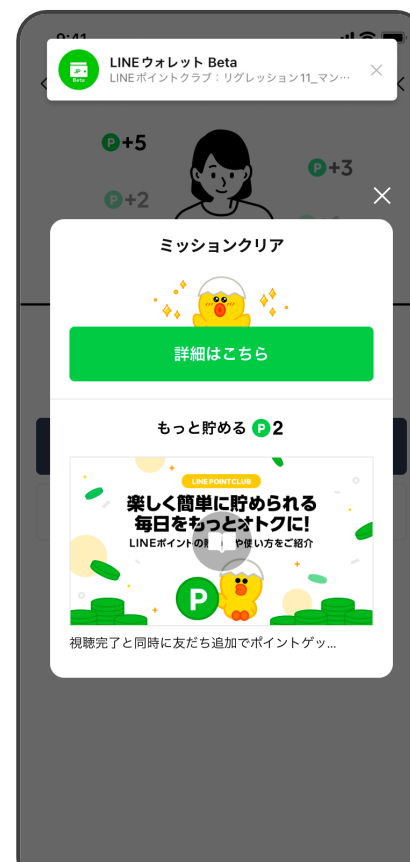 9:41
LINEウォレット Beta
LINEポイントクラブ：リグレッション11_マン…
Beta
P+5
P+3
P+2
ミッションクリア
詳細はこちら
もっと貯める P 2
LINE POINTCLUB
楽しく簡単に貯められる
毎日をもっとオトクに!
LINEポイントの や使い方をご紹介
P
視聴完了と同時に友だち追加でポイントゲッ...